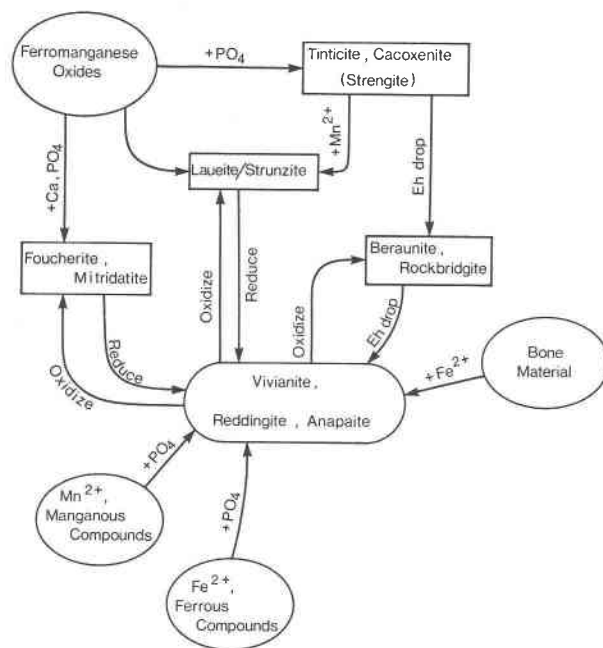 Ferromanganese
Oxides
+PO₄
Tinticite, Cacoxenite
(Strengite)
+Ca, PO₄
+Mn²⁺
Eh drop
Laueite/Strunzite
Foucherite,
Mitridatite
Beraunite,
Rockbridgite
Oxidize
Reduce
Oxidize
Eh drop
Reduce
Oxidize
Vivianite,
Reddingite, Anapaite
+Fe²⁺
Bone
Material
+PO₄
Mn²⁺,
Manganous
Compounds
+PO₄
Fe²⁺,
Ferrous
Compounds